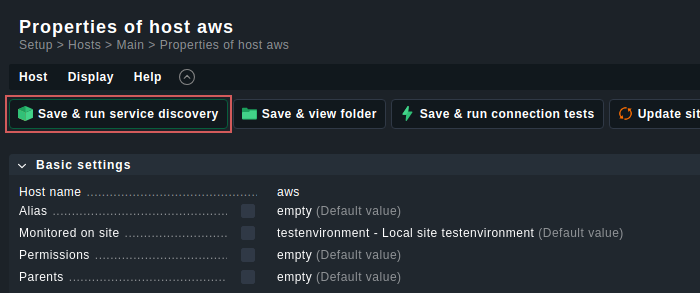 Properties of host aws
Setup > Hosts > Main > Properties of host aws
Host Display Help
Save & run service discovery Save & view folder Save & run connection tests Update sit
Basic settings
Host name aws
Alias empty (Default value)
Monitored on site testenvironment - Local site testenvironment (Default value)
Permissions empty (Default value)
Parents empty (Default value)